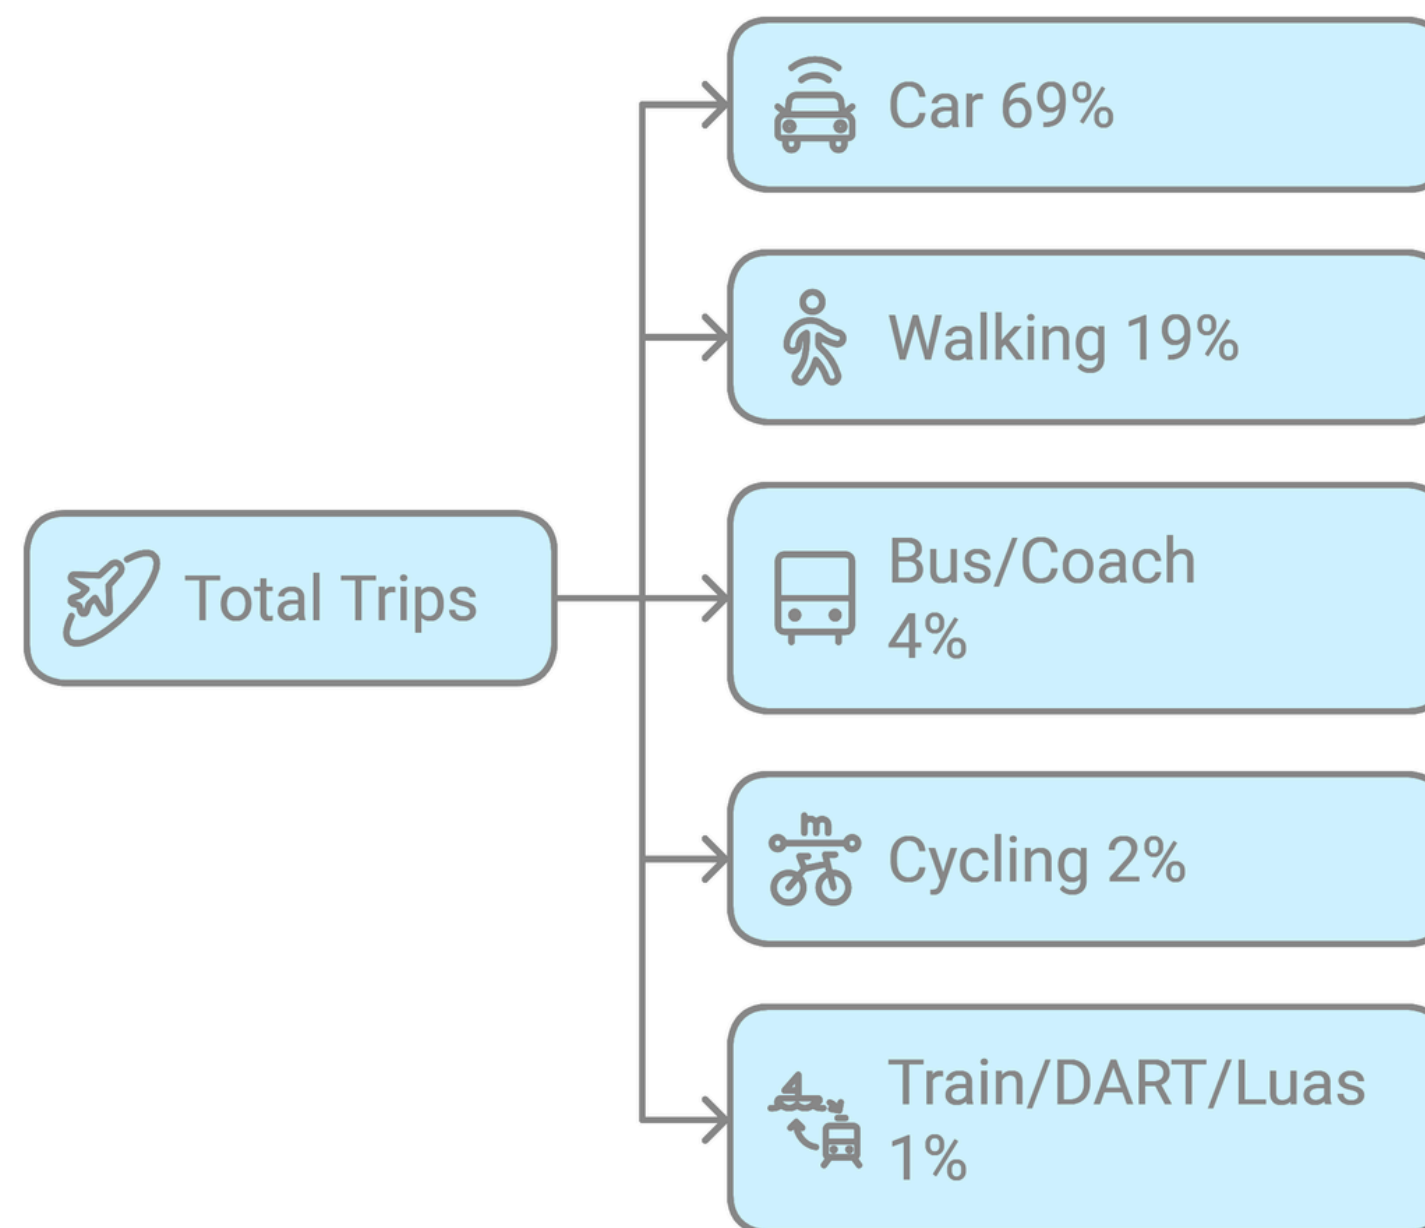 Car 69%
Walking 19%
Total Trips
Bus/Coach
4%
m
Cycling 2%
Train/DART/Luas
1%